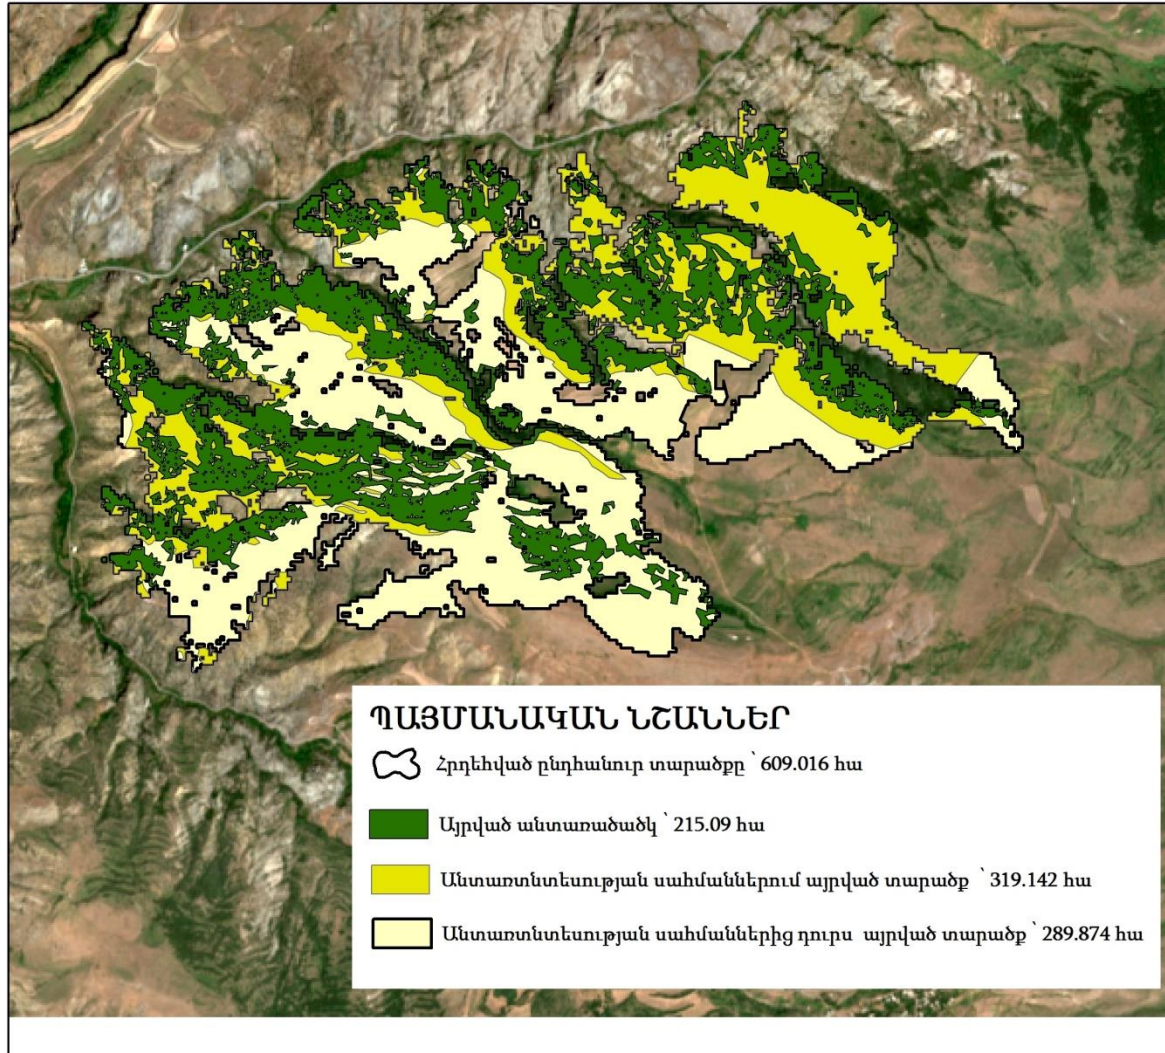 ՊԱՅՄԱՆԱԿԱՆ ՆՇԱՆՆԵՐ
Հրդեհված ընդհանուր տարածքը ՝ 609.016 հա
Այրված անտառածածկ ՝ 215.09 հա
Անտառտնտեսության սահմաններում այրված տարածք ՝ 319.142 հա
Անտառտնտեսության սահմաններից դուրս այրված տարածք ՝ 289.874 հա